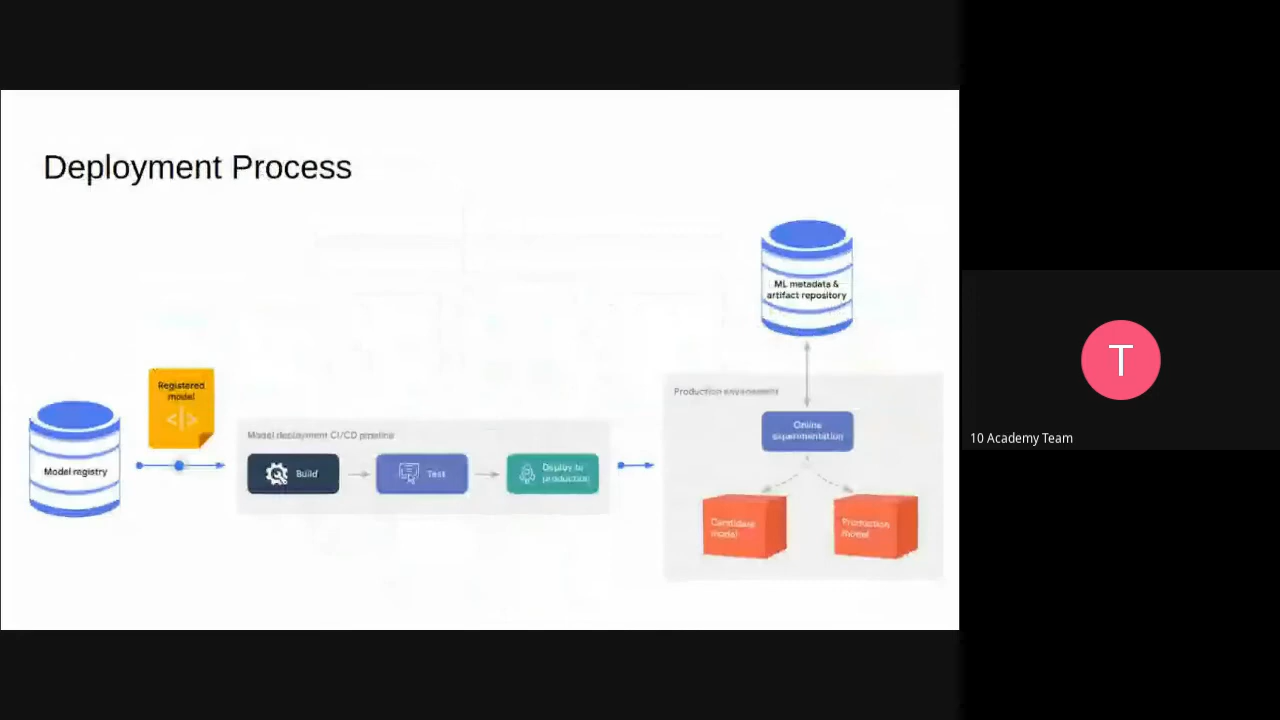 Deployment Process
ML metadata &
artifact repository
Registered
model
</>
Model registry
Model deployment CI/CD pipeline
Build
Test
Deploy to
production
Production environment
Online
experimentation
Candidate
model
Production
model
T
10 Academy Team